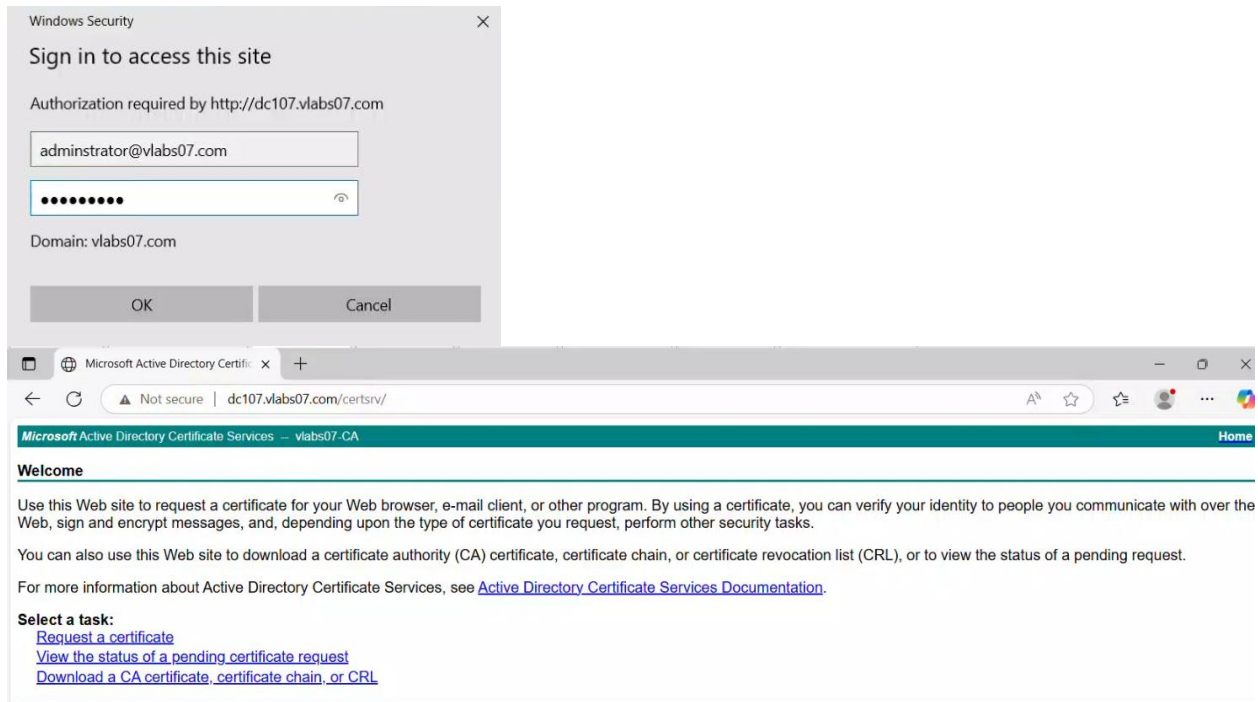 Windows Security
Sign in to access this site
Authorization required by http://dc107.vlabs07.com
adminstrator@vlabs07.com
•••••••••
Domain: vlabs07.com
OK Cancel
Microsoft Active Directory Certific
Not secure | dc107.vlabs07.com/certsrv/
Microsoft Active Directory Certificate Services -- vlabs07-CA Home
Welcome
Use this Web site to request a certificate for your Web browser, e-mail client, or other program. By using a certificate, you can verify your identity to people you communicate with over the
Web, sign and encrypt messages, and, depending upon the type of certificate you request, perform other security tasks.
You can also use this Web site to download a certificate authority (CA) certificate, certificate chain, or certificate revocation list (CRL), or to view the status of a pending request.
For more information about Active Directory Certificate Services, see Active Directory Certificate Services Documentation.
Select a task:
Request a certificate
View the status of a pending certificate request
Download a CA certificate, certificate chain, or CRL